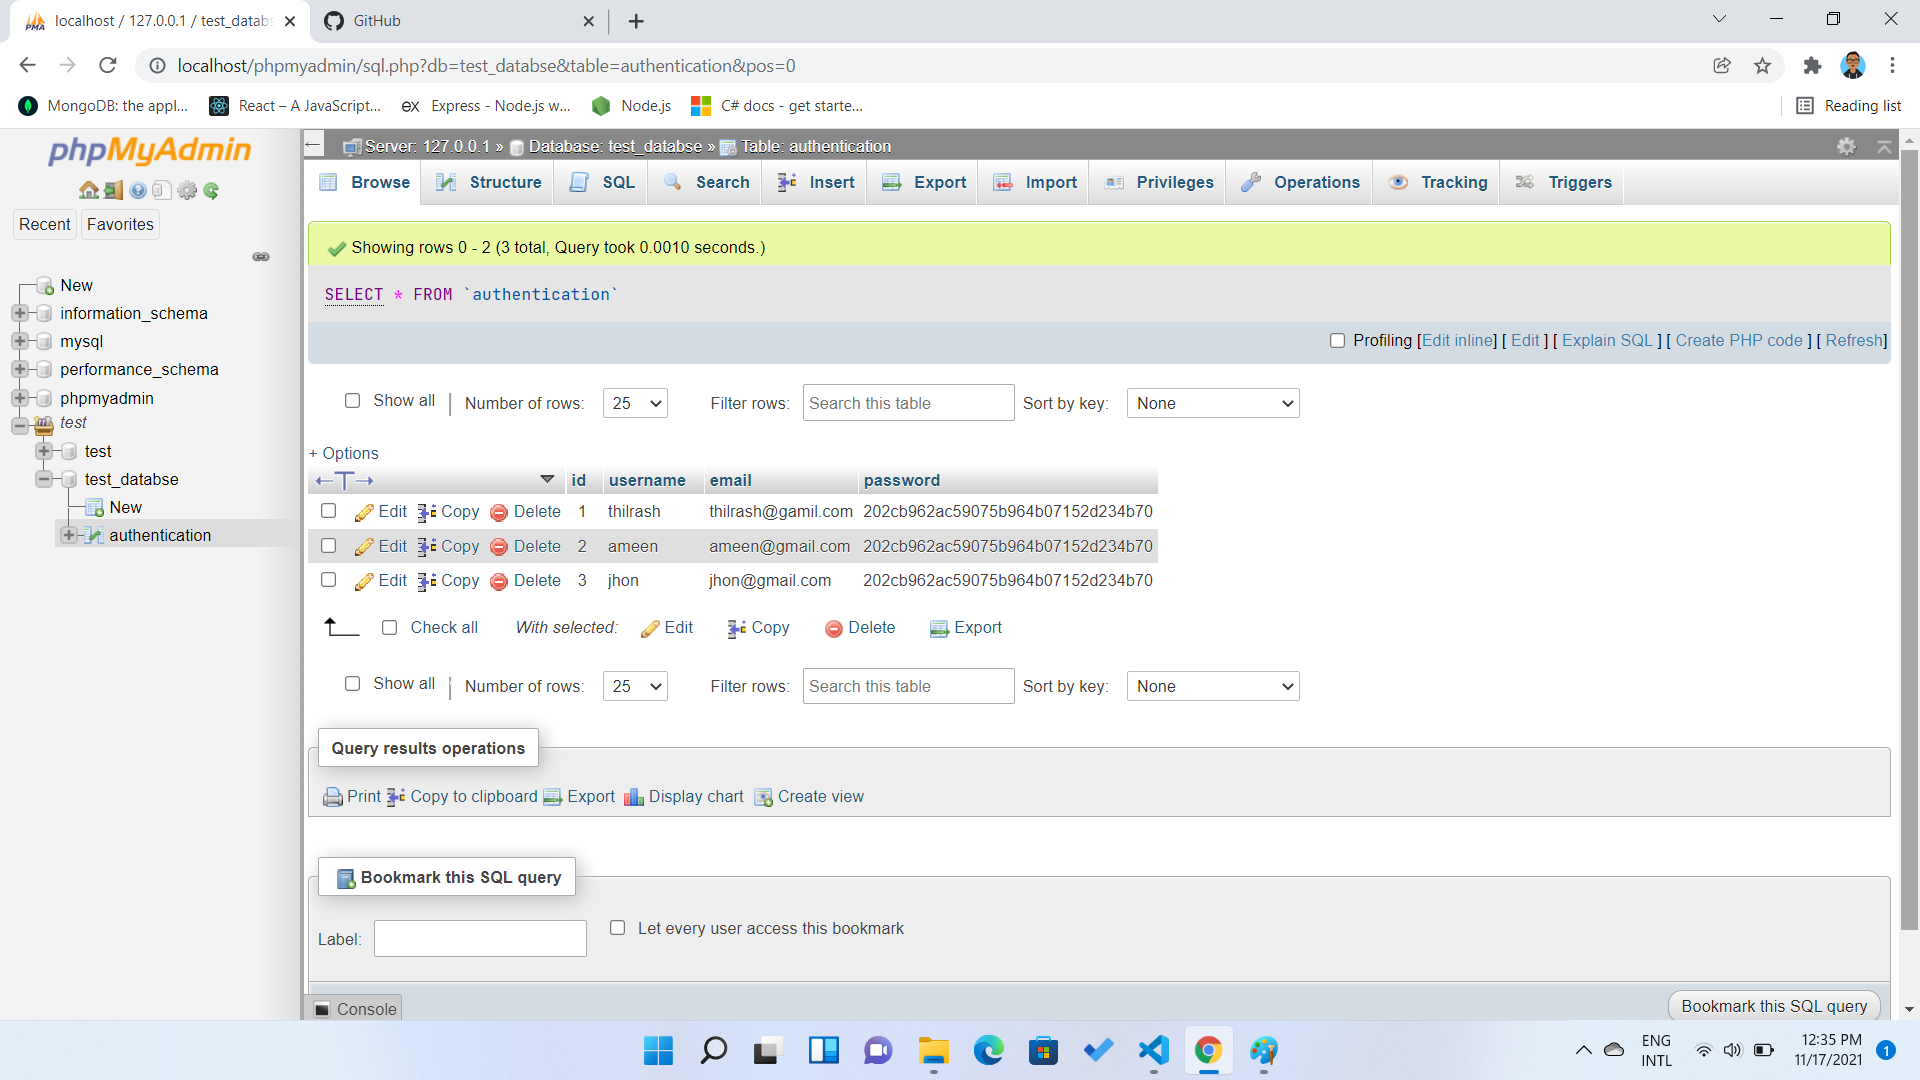 localhost / 127.0.0.1 / test_databs
GitHub
localhost/phpmyadmin/sql.php?db=test_databse&table=authentication&pos=0
MongoDB: the appl...
React – A JavaScript...
ex Express - Node.js w...
Node.js
C# docs - get starte...
Reading list
phpMyAdmin
Recent
Favorites
New
information_schema
mysql
performance_schema
phpmyadmin
test
test
test_databse
New
authentication
Server: 127.0.0.1 » Database: test_databse » Table: authentication
Browse Structure SQL Search Insert Export Import Privileges Operations Tracking Triggers
Showing rows 0 - 2 (3 total, Query took 0.0010 seconds.)
SELECT * FROM `authentication`
Profiling [Edit inline] [ Edit ] [ Explain SQL ] [ Create PHP code ] [ Refresh]
Show all | Number of rows: 25 Filter rows: Search this table Sort by key: None
+ Options
←T→ id username email password
Edit Copy Delete 1 thilrash thilrash@gamil.com 202cb962ac59075b964b07152d234b70
Edit Copy Delete 2 ameen ameen@gmail.com 202cb962ac59075b964b07152d234b70
Edit Copy Delete 3 jhon jhon@gmail.com 202cb962ac59075b964b07152d234b70
Check all With selected: Edit Copy Delete Export
Show all | Number of rows: 25 Filter rows: Search this table Sort by key: None
Query results operations
Print Copy to clipboard Export Display chart Create view
Bookmark this SQL query
Label:
Let every user access this bookmark
Console
Bookmark this SQL query
ENG
INTL
12:35 PM
11/17/2021
1